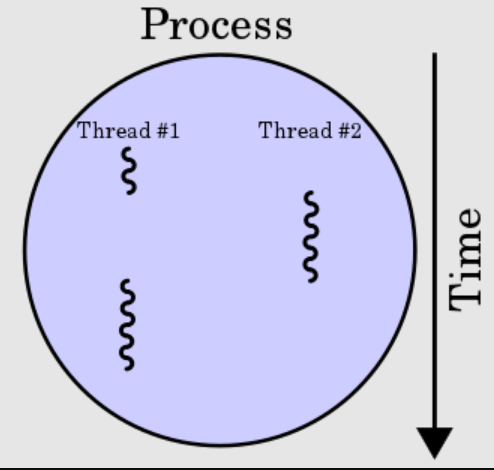 Process
Thread #1
Thread #2
Time